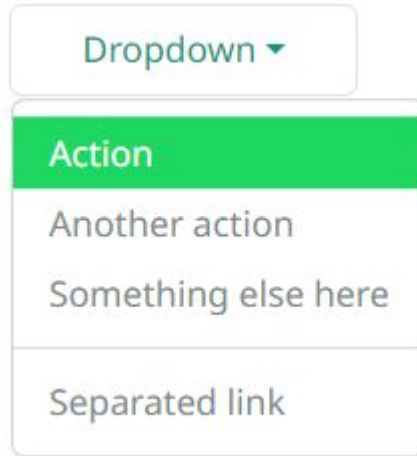 Dropdown
Action
Another action
Something else here
Separated link